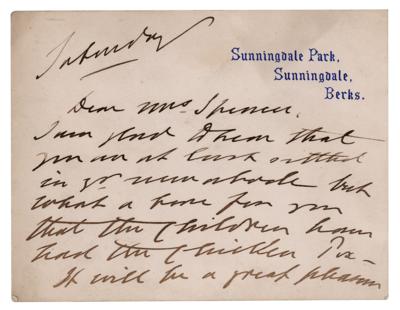 Saturday
Sunningdale Park,
Sunningdale,
Berks.
Dear Mrs Spencer,
I am glad to hear that
you are at last settled
in yr new abode but
what a bore for you
that the Children have
had the Chicken Pox -
It will be a great pleasure